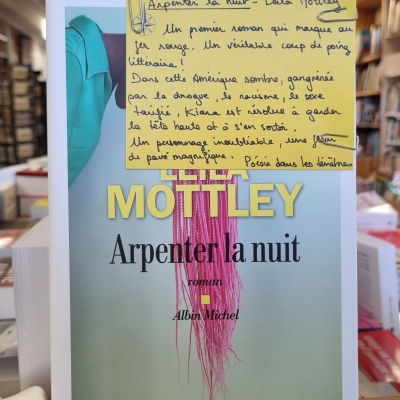 Arpenter la nuit - Leila Mottley
Un premier roman qui marque au
fer rouge. Un véritable coup de poing
littéraire !
Dans cette Amérique sombre, gangrénée
par la drogue, le racisme, le sexe
tarifié, Kiara est résolue à garder
la tête haute et à s'en sortir.
Un personnage inoubliable, une fleur
de pavé magnifique. Poésie dans les ténèbres
LEILA
MOTTLEY
Arpenter la nuit
roman
Albin Michel